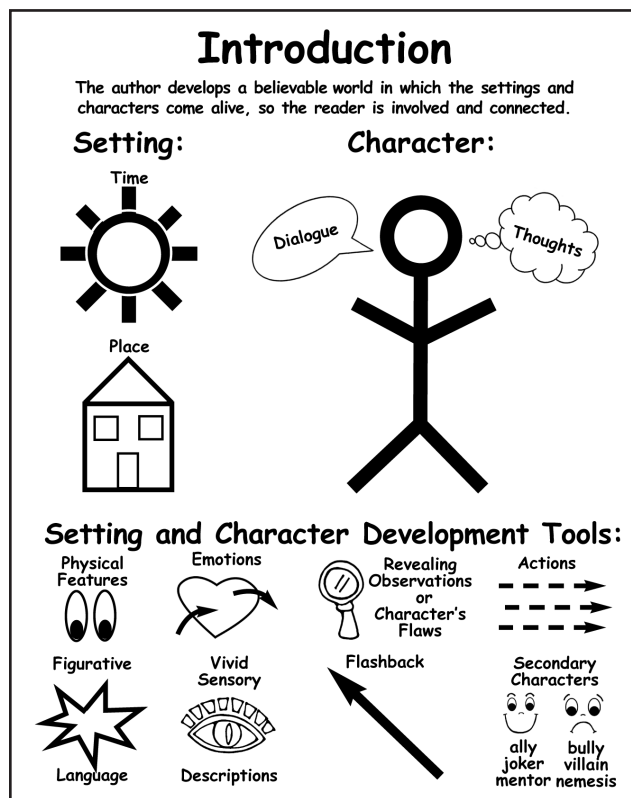 Introduction
The author develops a believable world in which the settings and
characters come alive, so the reader is involved and connected.
Setting:
Time
Place
Character:
Dialogue
Thoughts
Setting and Character Development Tools:
Physical
Features
Emotions
Revealing
Observations
or
Character's
Flaws
Actions
Figurative
Language
Vivid
Sensory
Descriptions
Flashback
Secondary
Characters
ally
joker
mentor
bully
villain
nemesis